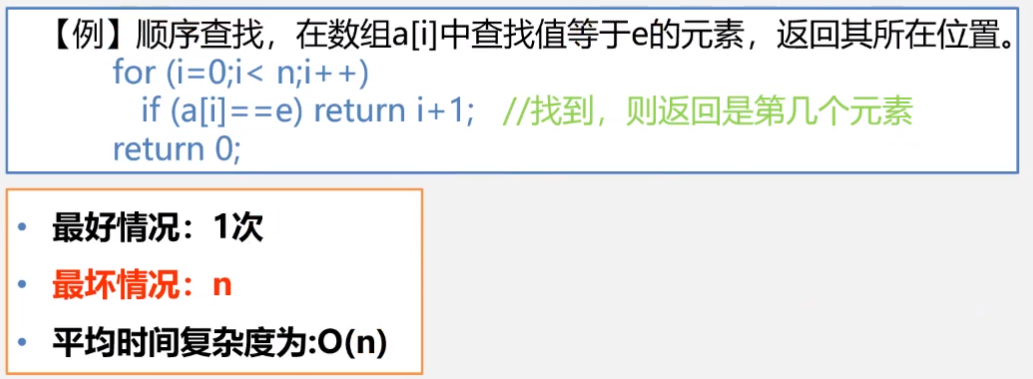 【例】顺序查找，在数组a[i]中查找值等于e的元素，返回其所在位置。
for (i=0;i< n;i++)
if (a[i]==e) return i+1; //找到，则返回是第几个元素
return 0;
• 最好情况：1次
• 最坏情况：n
• 平均时间复杂度为:O(n)